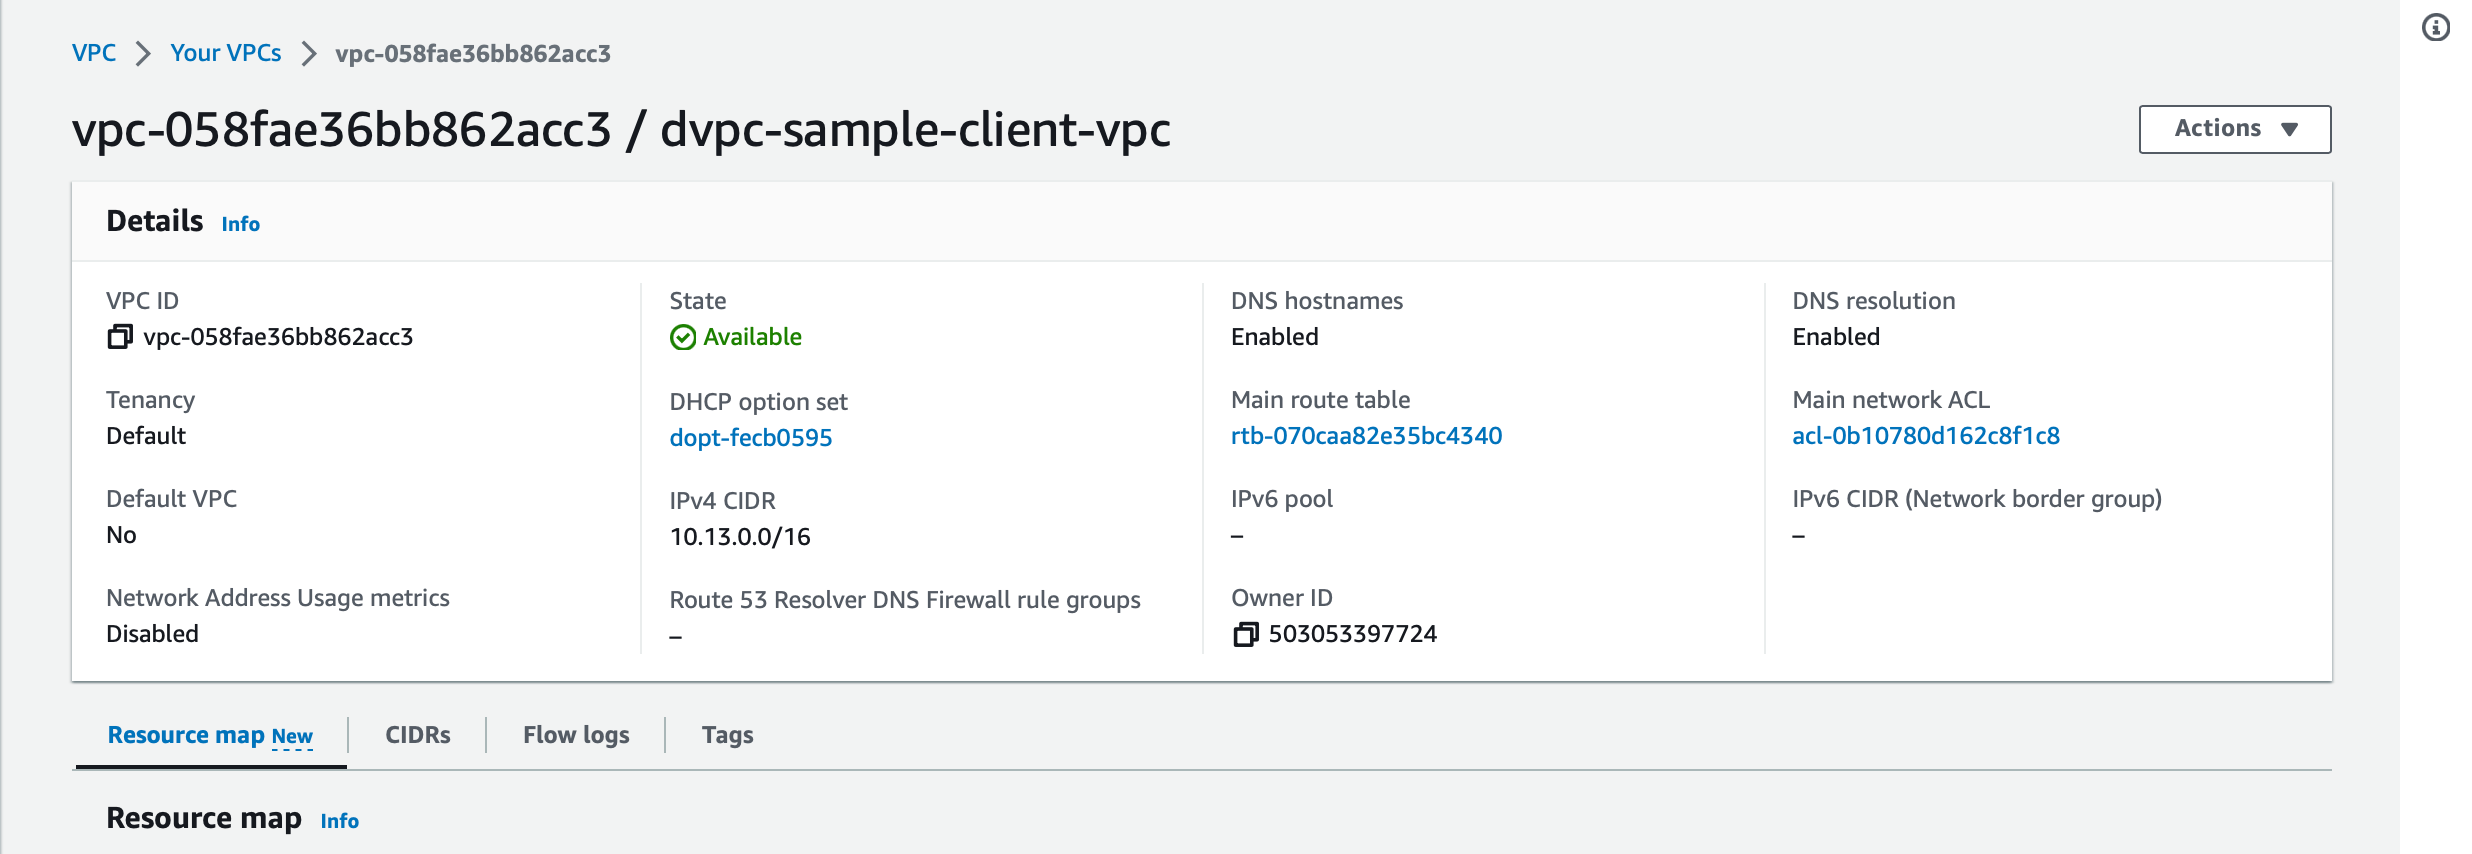 VPC > Your VPCs > vpc-058fae36bb862acc3
vpc-058fae36bb862acc3 / dvpc-sample-client-vpc
Actions
Details Info
VPC ID
vpc-058fae36bb862acc3
State
Available
DNS hostnames
Enabled
DNS resolution
Enabled
Tenancy
Default
DHCP option set
dopt-fecb0595
Main route table
rtb-070caa82e35bc4340
Main network ACL
acl-0b10780d162c8f1c8
Default VPC
No
IPv4 CIDR
10.13.0.0/16
IPv6 pool
–
IPv6 CIDR (Network border group)
–
Network Address Usage metrics
Disabled
Route 53 Resolver DNS Firewall rule groups
–
Owner ID
503053397724
Resource map New
CIDRs
Flow logs
Tags
Resource map Info